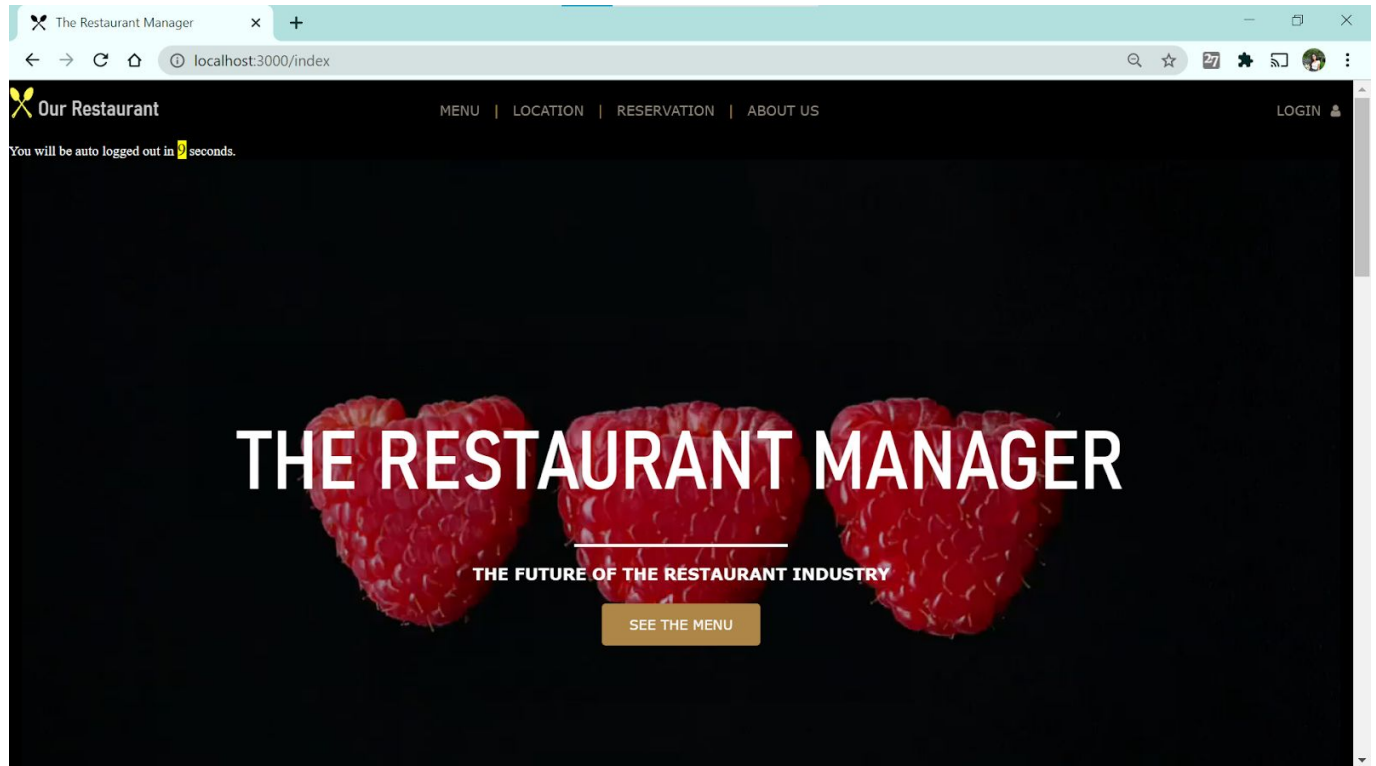 The Restaurant Manager
localhost:3000/index
27
Our Restaurant
MENU | LOCATION | RESERVATION | ABOUT US
LOGIN
You will be auto logged out in 9 seconds.
THE RESTAURANT MANAGER
THE FUTURE OF THE RESTAURANT INDUSTRY
SEE THE MENU